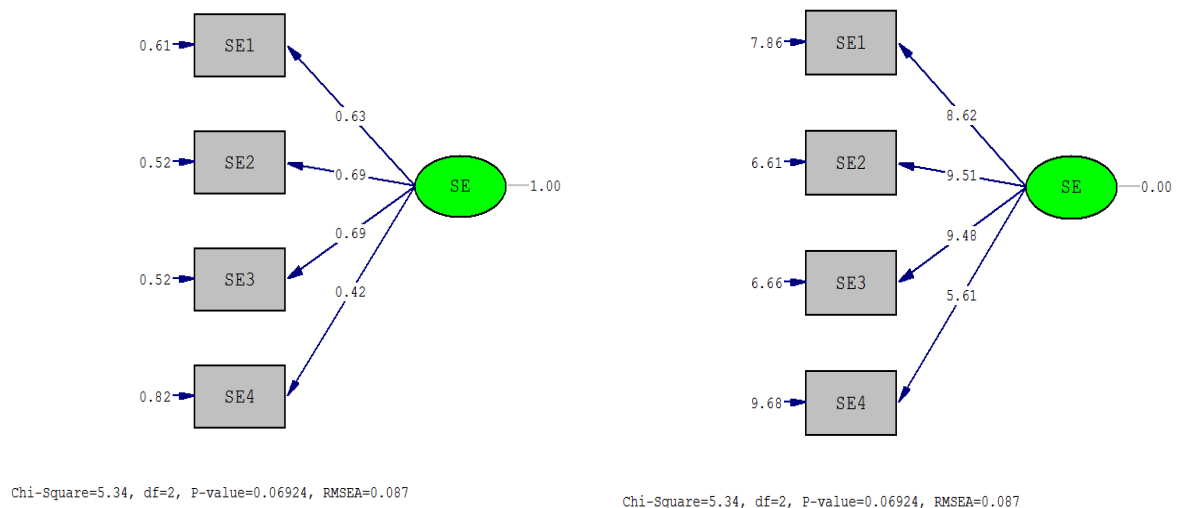 0.61
SE1
0.63
0.52
SE2
0.69
SE
1.00
0.69
0.52
SE3
0.42
0.82
SE4
Chi-Square=5.34, df=2, P-value=0.06924, RMSEA=0.087
7.86
SE1
8.62
6.61
SE2
9.51
SE
0.00
9.48
6.66
SE3
5.61
9.68
SE4
Chi-Square=5.34, df=2, P-value=0.06924, RMSEA=0.087